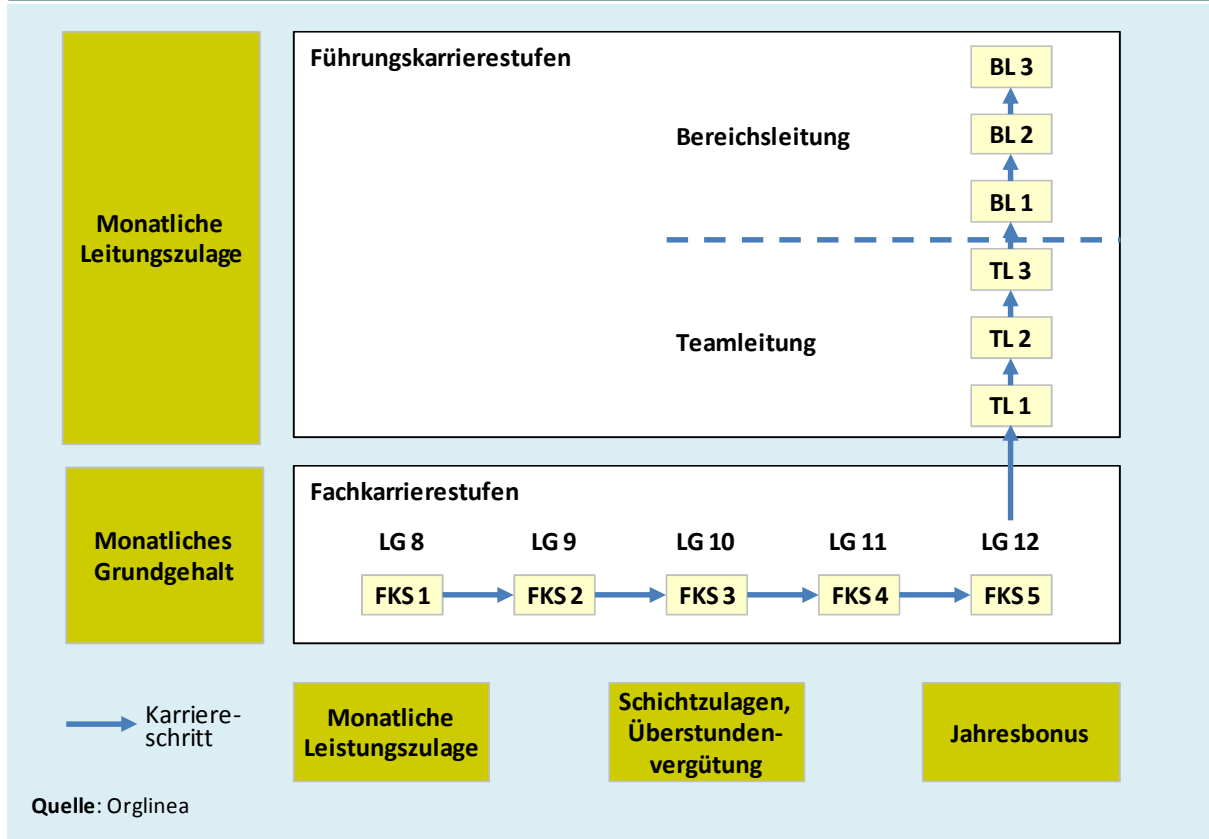 Monatliche
Leitungszulage
Führungskarrierestufen
BL 3
Bereichsleitung
BL 2
BL 1
TL 3
Teamleitung
TL 2
TL 1
Monatliches
Grundgehalt
Fachkarrierestufen
LG 8 LG 9 LG 10 LG 11 LG 12
FKS 1 FKS 2 FKS 3 FKS 4 FKS 5
Karriere-
schritt
Monatliche
Leistungszulage
Schichtzulagen,
Überstunden-
vergütung
Jahresbonus
Quelle: Orglinea